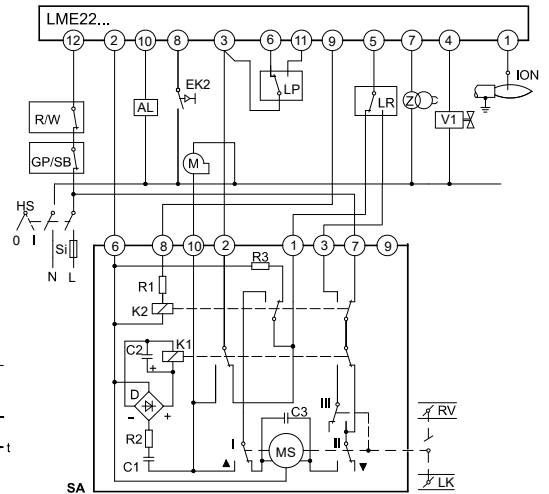 LME22...
12 2 10 8 3 6 11 9 5 7 4 1
ION
EK2
LP
R/W
AL
LR
Z
V1
GP/SB
M
HS
0 I
Si
N L
6 8 10 2 1 3 7 9
R3
R1
K2
C2
K1
+
D
- +
III
C3
RV
R2
I
MS
II
t
C1
SA
LK